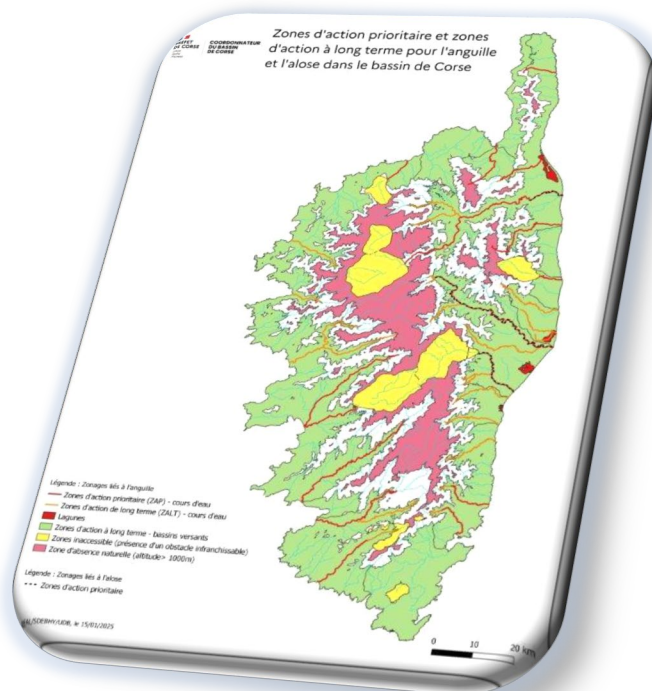 PRÉFET
DE CORSE
COORDONNATEUR
DU BASSIN
DE CORSE
Zones d'action prioritaire et zones
d'action à long terme pour l'anguille
et l'alose dans le bassin de Corse
Légende : Zonages liés à l'anguille
Zones d'action prioritaire (ZAP) - cours d'eau
Zones d'action de long terme (ZALT) - cours d'eau
Lagunes
Zones d'action à long terme - bassins versants
Zones inaccessible (présence d'un obstacle infranchissable)
Zone d'absence naturelle (altitude> 1000m)
Légende : Zonages liés à l'alose
Zones d'action prioritaire
le 15/01/2025
0 10 20 km